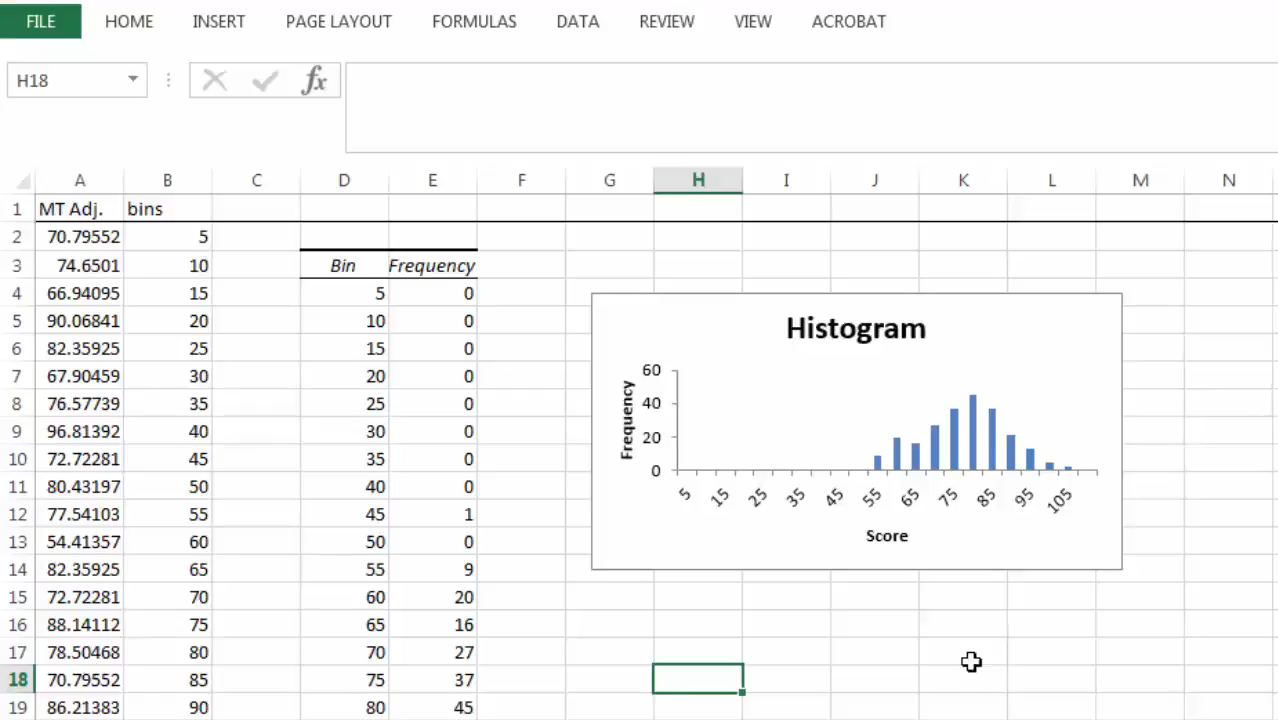 FILE HOME INSERT PAGE LAYOUT FORMULAS DATA REVIEW VIEW ACROBAT
H18 fx
A B C D E F G H I J K L M N
1 MT Adj. bins
2 70.79552 5
3 74.6501 10 Bin Frequency
4 66.94095 15 5 0
5 90.06841 20 10 0
6 82.35925 25 15 0
7 67.90459 30 20 0
8 76.57739 35 25 0
9 96.81392 40 30 0
10 72.72281 45 35 0
11 80.43197 50 40 0
12 77.54103 55 45 1
13 54.41357 60 50 0
14 82.35925 65 55 9
15 72.72281 70 60 20
16 88.14112 75 65 16
17 78.50468 80 70 27
18 70.79552 85 75 37
19 86.21383 90 80 45
Histogram
Frequency
60
40
20
0
5 15 25 35 45 55 65 75 85 95 105
Score